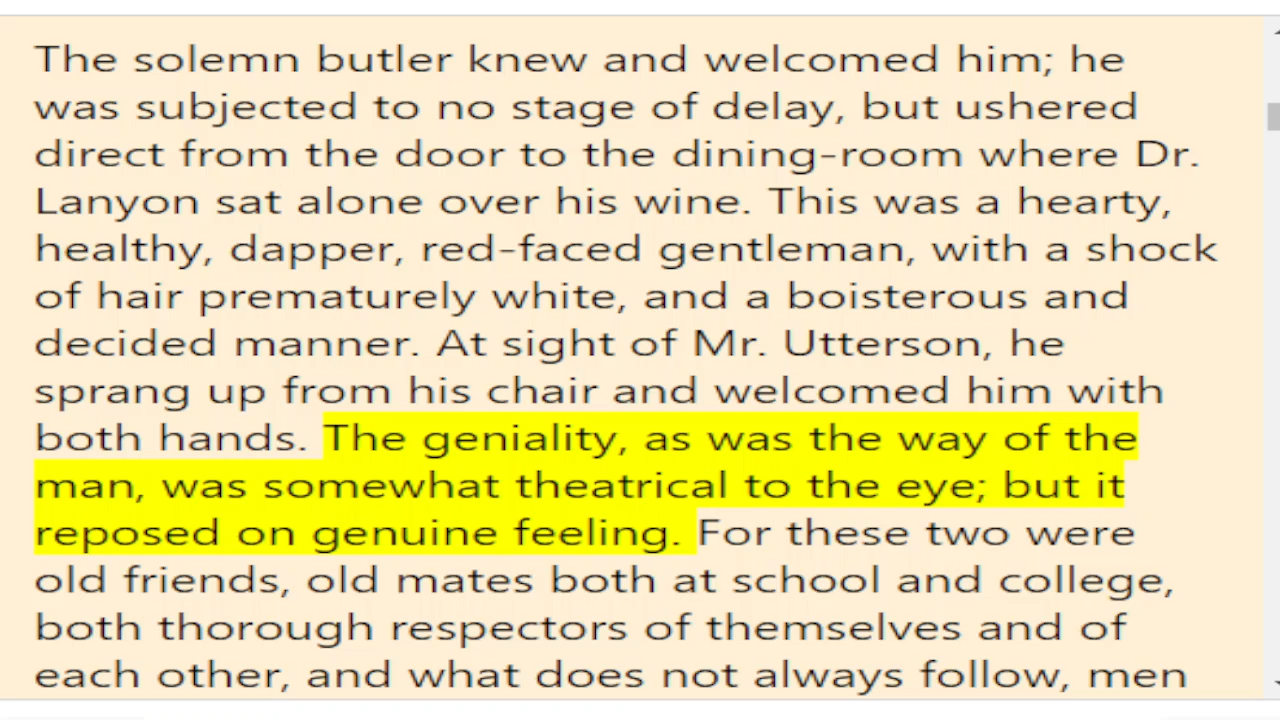 The solemn butler knew and welcomed him; he
was subjected to no stage of delay, but ushered
direct from the door to the dining-room where Dr.
Lanyon sat alone over his wine. This was a hearty,
healthy, dapper, red-faced gentleman, with a shock
of hair prematurely white, and a boisterous and
decided manner. At sight of Mr. Utterson, he
sprang up from his chair and welcomed him with
both hands. The geniality, as was the way of the
man, was somewhat theatrical to the eye; but it
reposed on genuine feeling. For these two were
old friends, old mates both at school and college,
both thorough respectors of themselves and of
each other, and what does not always follow, men